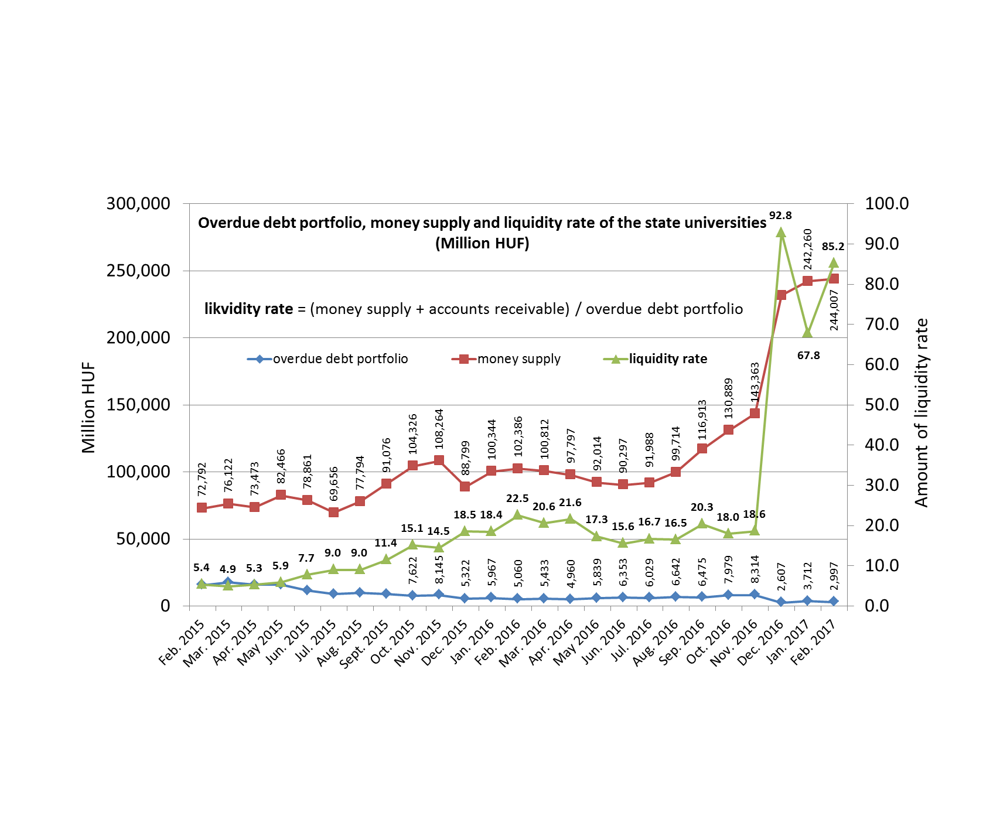 Overdue debt portfolio, money supply and liquidity rate of the state universities
(Million HUF)
likvidity rate = (money supply + accounts receivable) / overdue debt portfolio
overdue debt portfolio
money supply
liquidity rate
Million HUF
300,000
250,000
200,000
150,000
100,000
50,000
0
Amount of liquidity rate
100.0
90.0
80.0
70.0
60.0
50.0
40.0
30.0
20.0
10.0
0.0
72,792
76,122
73,473
82,466
78,861
69,656
77,794
91,076
104,326
108,264
88,799
100,344
102,386
100,812
97,797
92,014
90,297
91,988
99,714
116,913
130,889
143,363
242,260
244,007
5.4
4.9
5.3
5.9
7.7
9.0
9.0
11.4
15.1
14.5
18.5
18.4
22.5
20.6
21.6
17.3
15.6
16.7
16.5
20.3
18.0
18.6
92.8
67.8
85.2
7,622
8,145
5,322
5,967
5,060
5,433
4,960
5,839
6,353
6,029
6,642
6,475
7,979
8,314
2,607
3,712
2,997
Feb. 2015
Mar. 2015
Apr. 2015
May 2015
Jun. 2015
Jul. 2015
Aug. 2015
Sept. 2015
Oct. 2015
Nov. 2015
Dec. 2015
Jan. 2016
Feb. 2016
Mar. 2016
Apr. 2016
May 2016
Jun. 2016
Jul. 2016
Aug. 2016
Sep. 2016
Oct. 2016
Nov. 2016
Dec. 2016
Jan. 2017
Feb. 2017